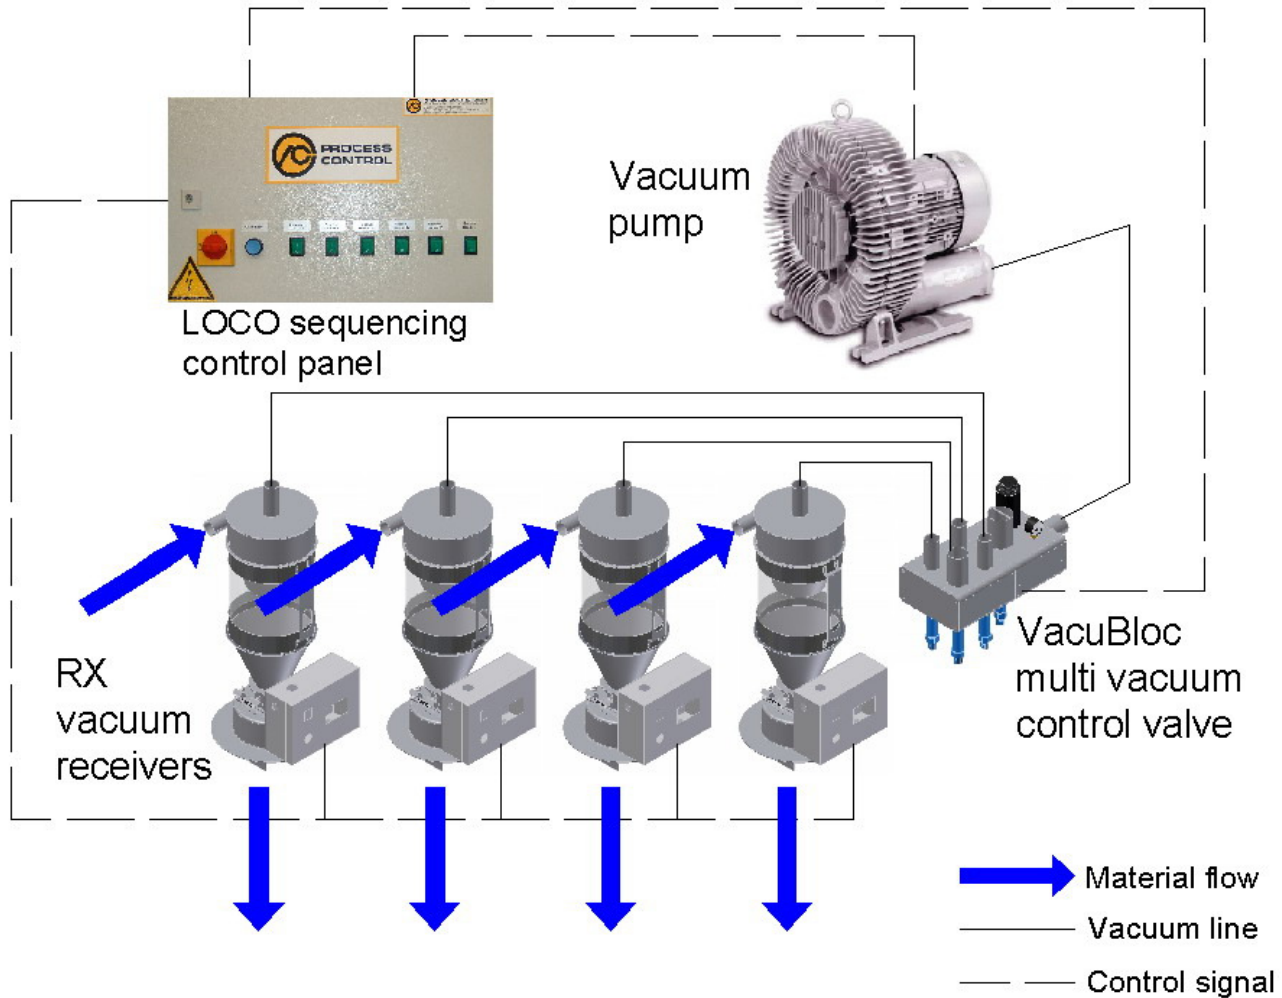 PROCESS
CONTROL
Vacuum
pump
LOCO sequencing
control panel
RX
vacuum
receivers
VacuBloc
multi vacuum
control valve
Material flow
Vacuum line
Control signal